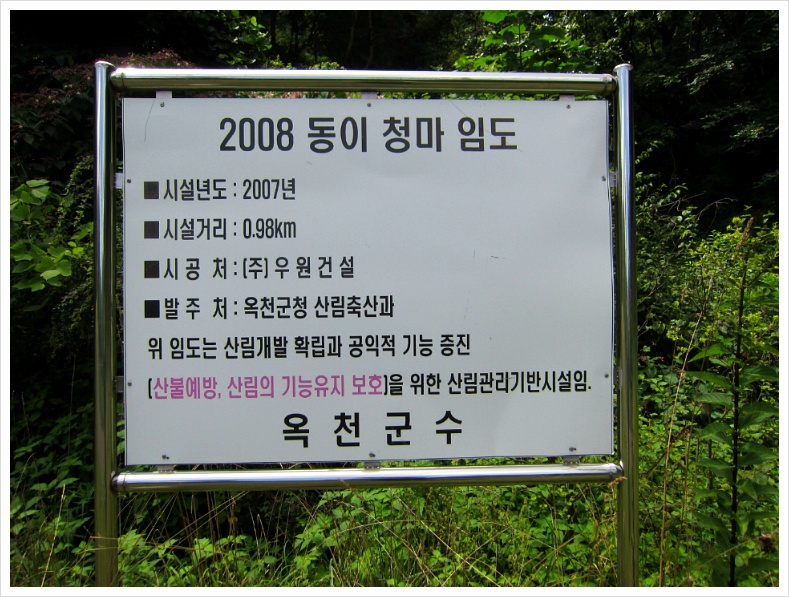 2008 동이 청마 임도
■시설년도 : 2007년
■시설거리 : 0.98km
■시 공 처 : (주) 우 원 건 설
■발 주 처 : 옥천군청 산림축산과
위 임도는 산림개발 확립과 공익적 기능 증진
(산불예방, 산림의 기능유지 보호)을 위한 산림관리기반시설임.
옥 천 군 수